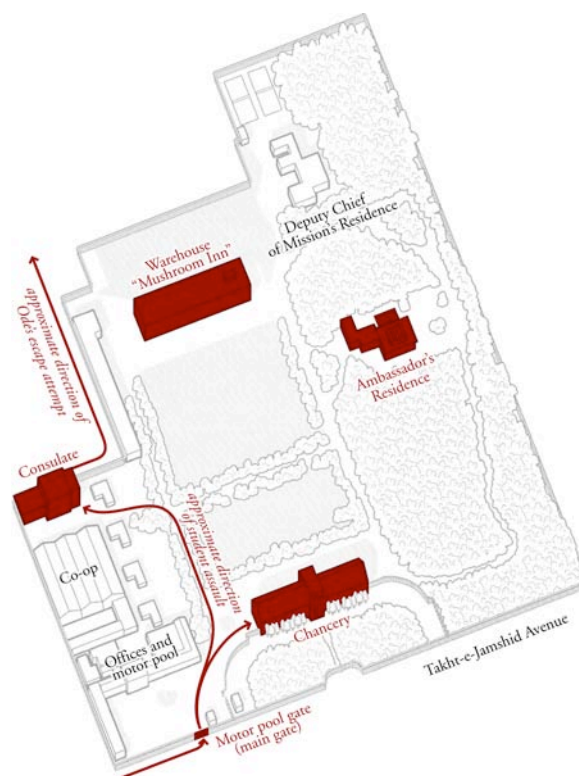 Deputy Chief
of Mission's Residence
Warehouse
"Mushroom Inn"
approximate direction of
Ode's escape attempt
Ambassador's
Residence
Consulate
approximate direction
of student assault
Co-op
Chancery
Offices and
motor pool
Takht-e-Jamshid Avenue
Motor pool gate
(main gate)